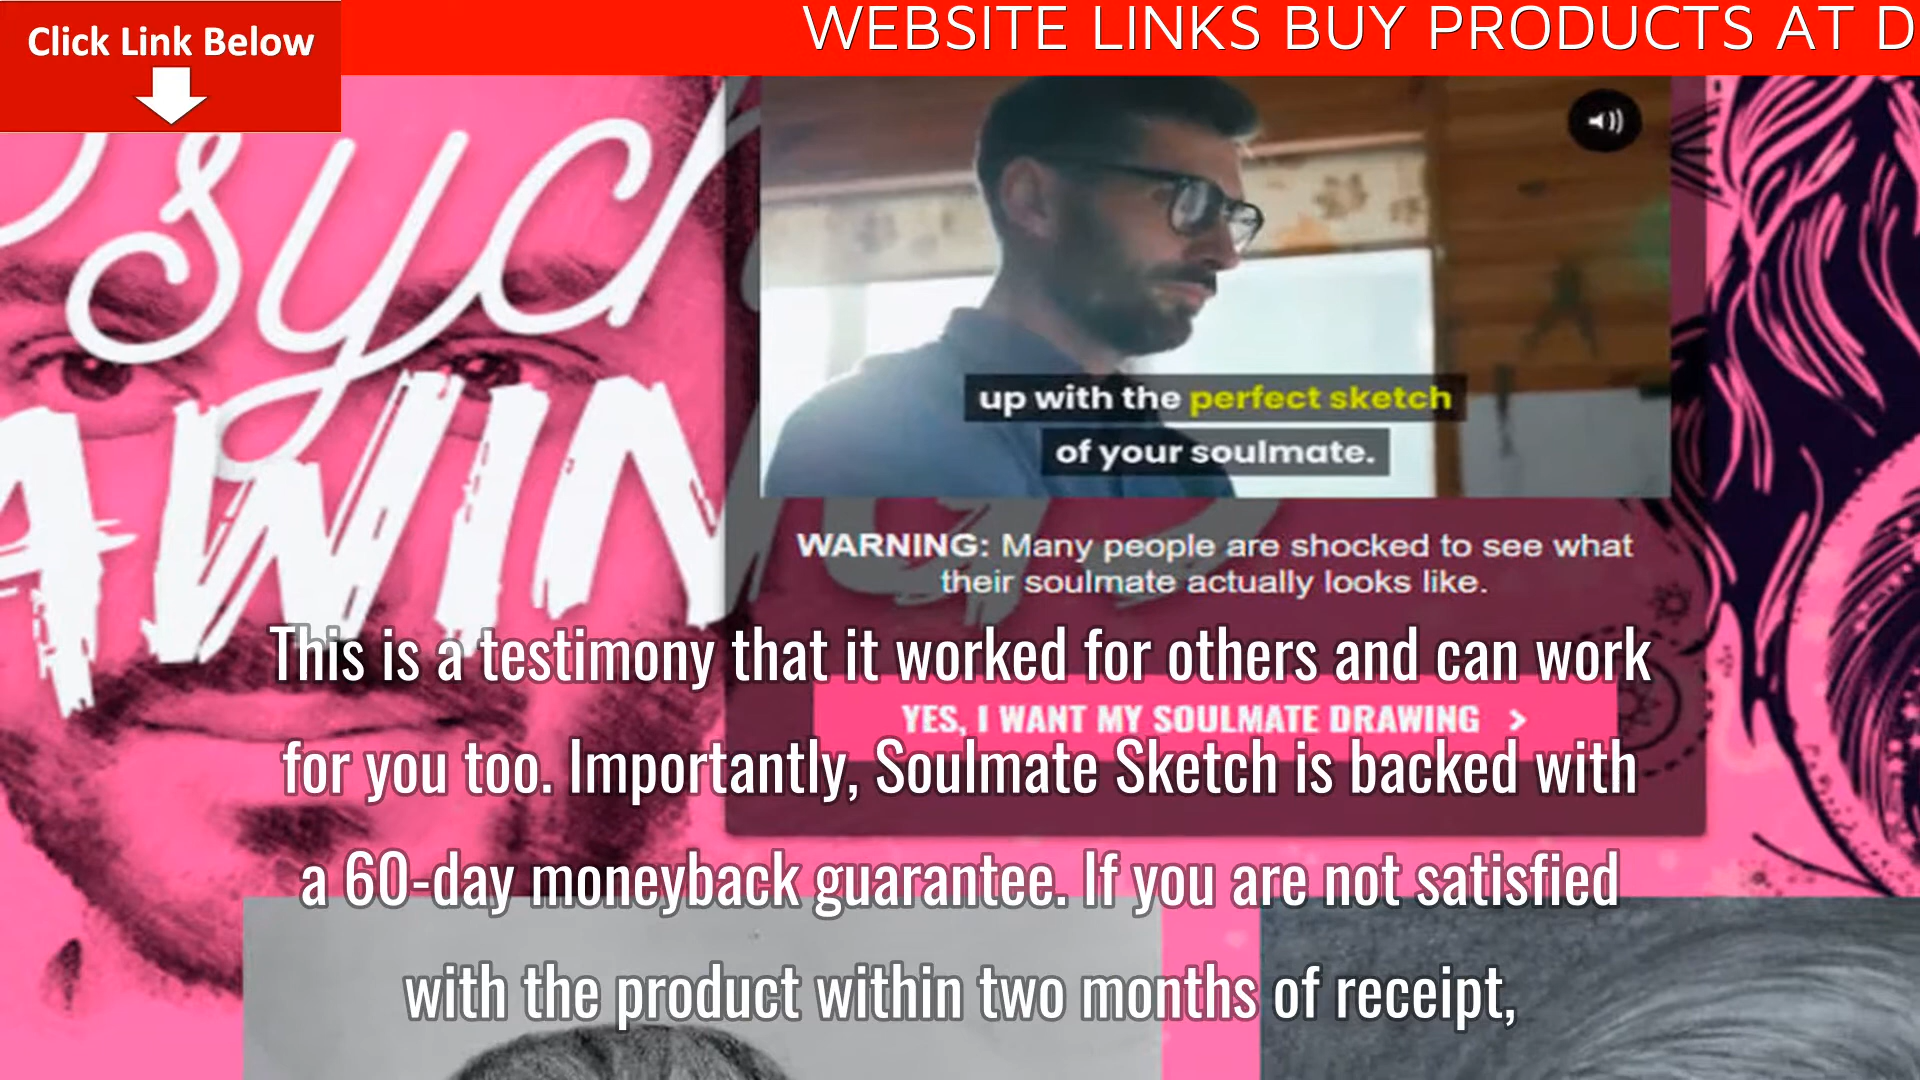 Click Link Below
WEBSITE LINKS BUY PRODUCTS AT D
up with the perfect sketch
of your soulmate.
WARNING: Many people are shocked to see what
their soulmate actually looks like.
This is a testimony that it worked for others and can work
YES, I WANT MY SOULMATE DRAWING >
for you too. Importantly, Soulmate Sketch is backed with
a 60-day moneyback guarantee. If you are not satisfied
with the product within two months of receipt,